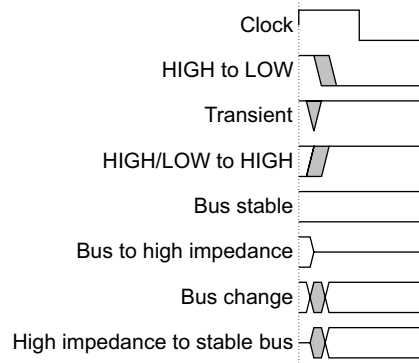 Clock
HIGH to LOW
Transient
HIGH/LOW to HIGH
Bus stable
Bus to high impedance
Bus change
High impedance to stable bus